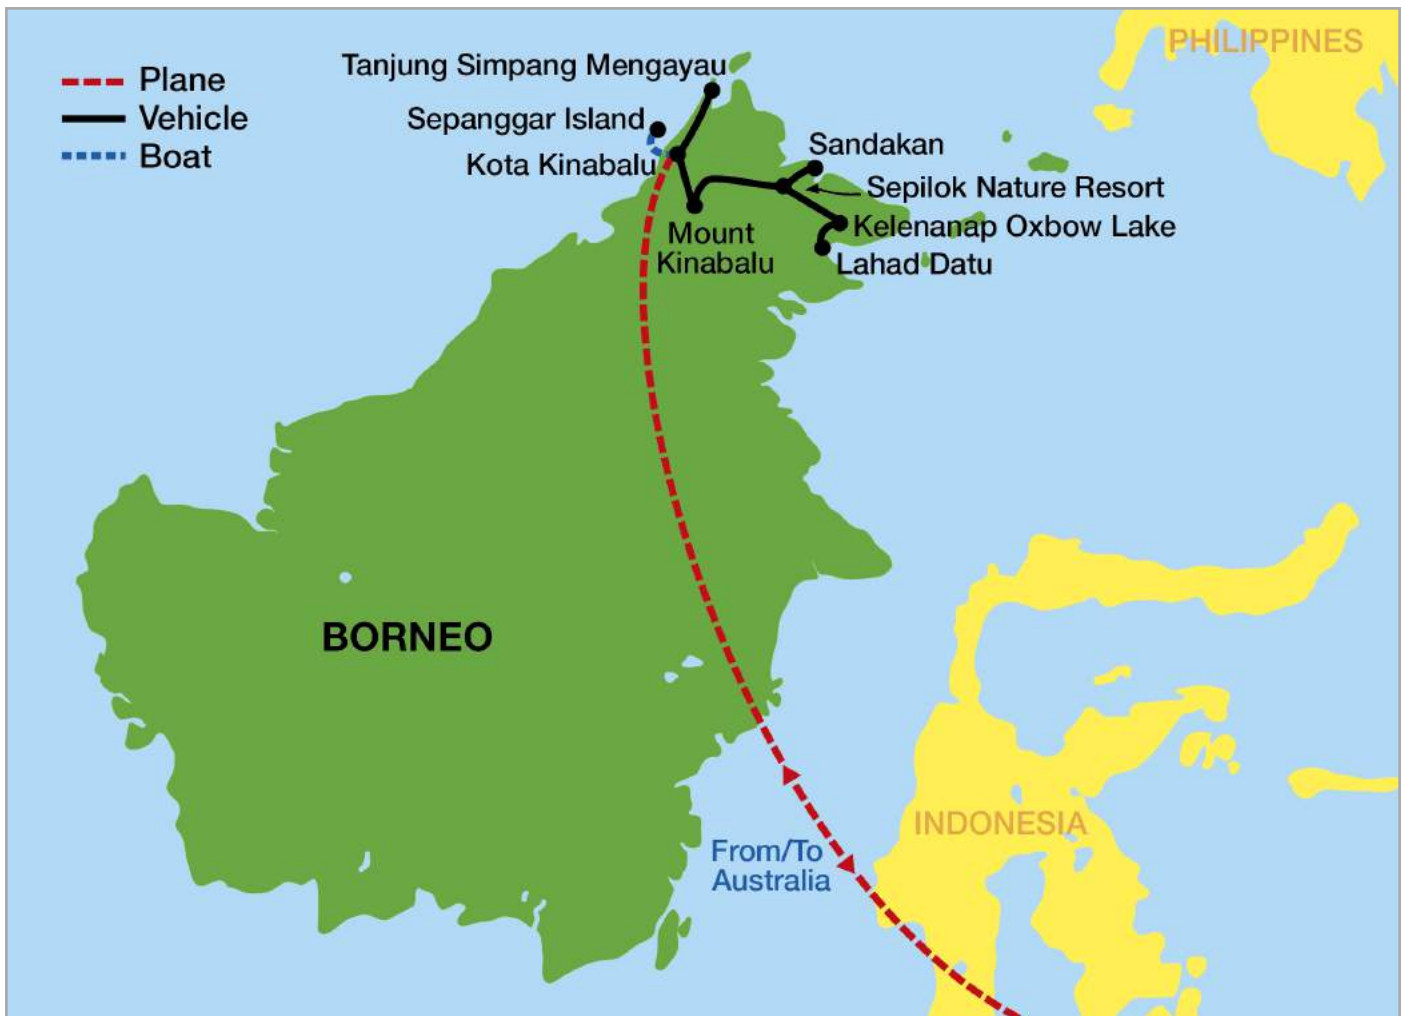 PHILIPPINES
Plane
Vehicle
Boat
Tanjung Simpang Mengayau
Sepanggar Island
Kota Kinabalu
Sandakan
Sepilok Nature Resort
Kelenanap Oxbow Lake
Lahad Datu
Mount
Kinabalu
BORNEO
INDONESIA
From/To
Australia